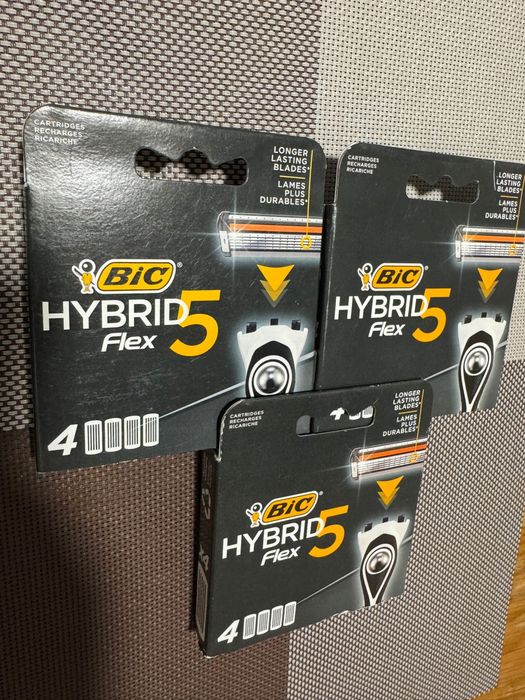 CARTRIDGES
RECHARGES
RICARICHE
LONGER
LASTING
BLADES*
LAMES
PLUS
DURABLES*
BiC®
HYBRID 5
Flex
4
CARTRIDGES
RECHARGES
RICARICHE
LONGER
LASTING
BLADES*
LAMES
PLUS
DURABLES*
BiC®
HYBRID 5
Flex
CARTRIDGES
RECHARGES
RICARICHE
LONGER
LASTING
BLADES*
LAMES
PLUS
DURABLES*
BiC®
HYBRID 5
Flex
4
x4